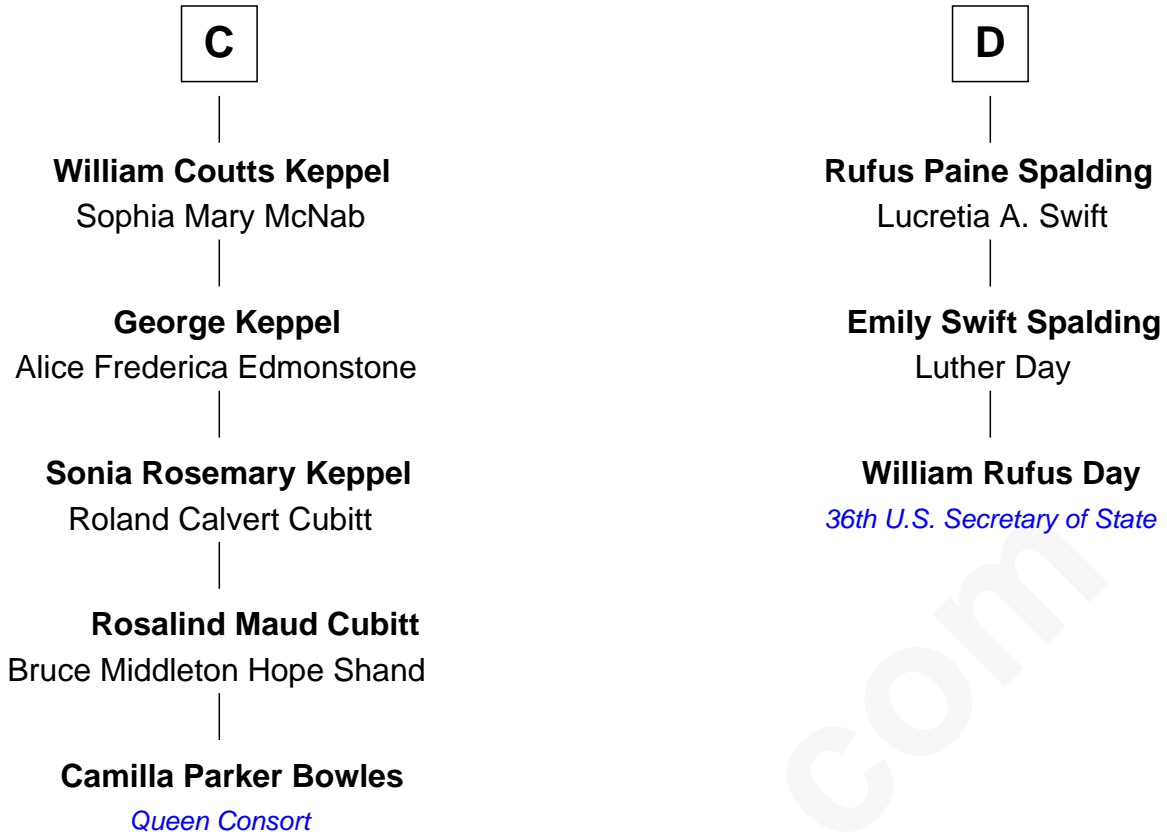 C
William Coutts Keppel
Sophia Mary McNab
George Keppel
Alice Frederica Edmonstone
Sonia Rosemary Keppel
Roland Calvert Cubitt
Rosalind Maud Cubitt
Bruce Middleton Hope Shand
Camilla Parker Bowles
Queen Consort
D
Rufus Paine Spalding
Lucretia A. Swift
Emily Swift Spalding
Luther Day
William Rufus Day
36th U.S. Secretary of State
com